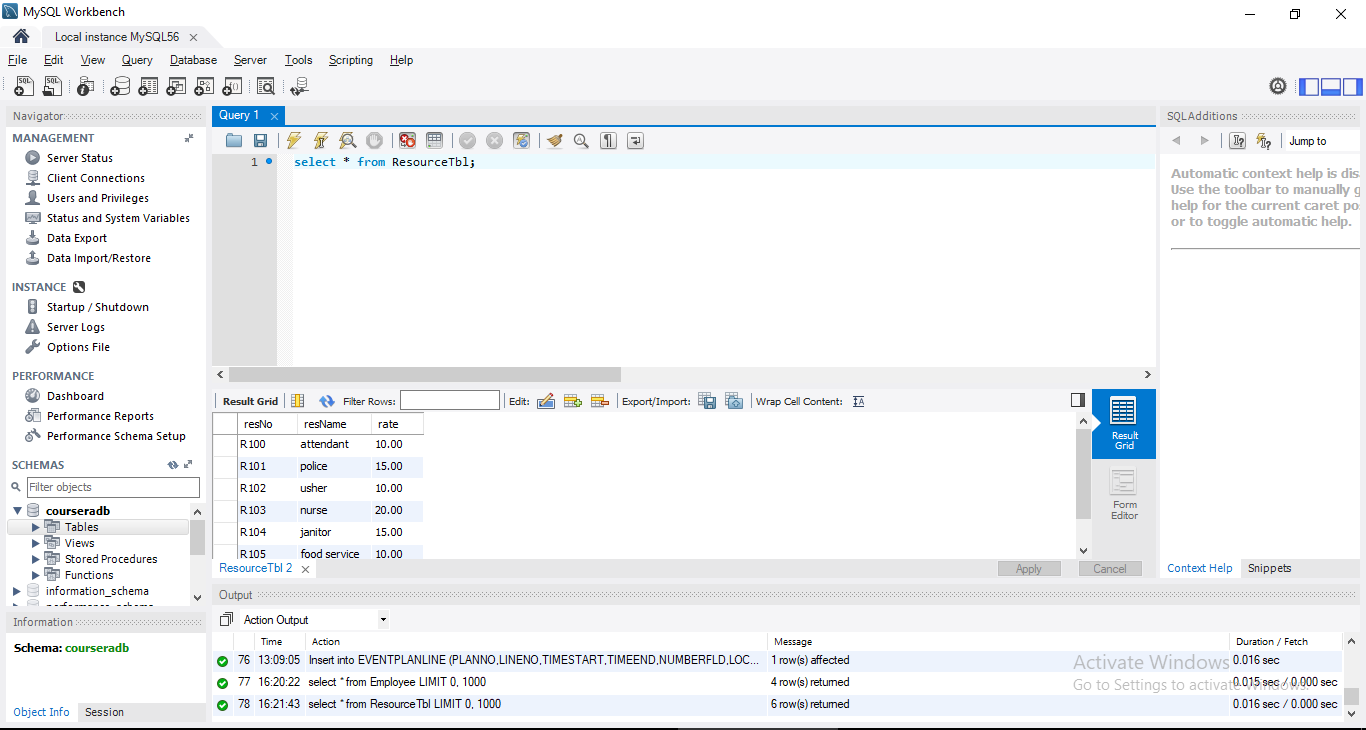 MySQL Workbench
Local instance MySQL56
File Edit View Query Database Server Tools Scripting Help
Navigator
MANAGEMENT
Server Status
Client Connections
Users and Privileges
Status and System Variables
Data Export
Data Import/Restore
INSTANCE
Startup / Shutdown
Server Logs
Options File
PERFORMANCE
Dashboard
Performance Reports
Performance Schema Setup
SCHEMAS
Filter objects
courseradb
Tables
Views
Stored Procedures
Functions
information_schema
performance_schema
Information
Schema: courseradb
Object Info Session
Query 1
1 select * from ResourceTbl;
Result Grid Filter Rows: Edit: Export/Import: Wrap Cell Content:
resNo resName rate
R100 attendant 10.00
R101 police 15.00
R102 usher 10.00
R103 nurse 20.00
R104 janitor 15.00
R105 food service 10.00
Result
Grid
Form
Editor
ResourceTbl 2 Apply Cancel
SQLAdditions
Jump to
Automatic context help is dis
Use the toolbar to manually g
help for the current caret po
or to toggle automatic help.
Context Help Snippets
Output
Action Output
Time Action Message Duration / Fetch
76 13:09:05 Insert into EVENTPLANLINE (PLANNO,LINENO,TIMESTART,TIMEEND,NUMBERFLD,LOC... 1 row(s) affected 0.016 sec
77 16:20:22 select * from Employee LIMIT 0, 1000 4 row(s) returned 0.015 sec / 0.000 sec
78 16:21:43 select * from ResourceTbl LIMIT 0, 1000 6 row(s) returned 0.016 sec / 0.000 sec
Activate Windows
Go to Settings to activate Windows.